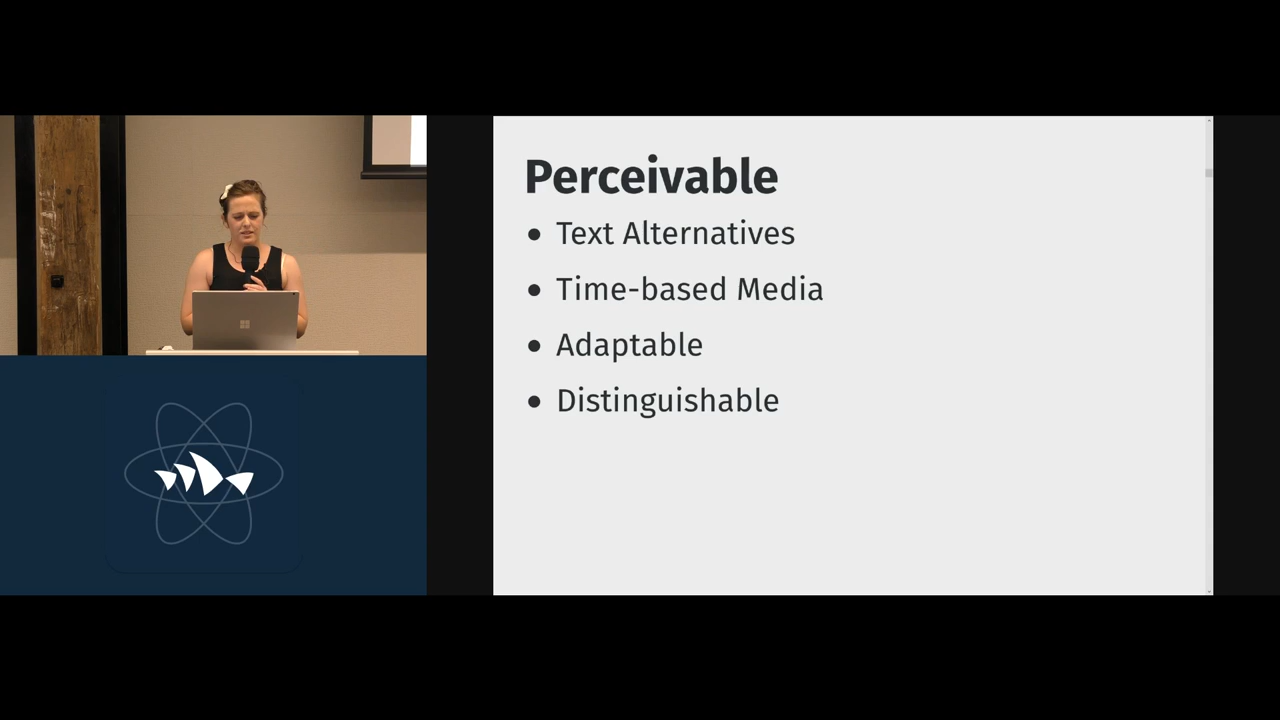 Perceivable
Text Alternatives
Time-based Media
Adaptable
Distinguishable